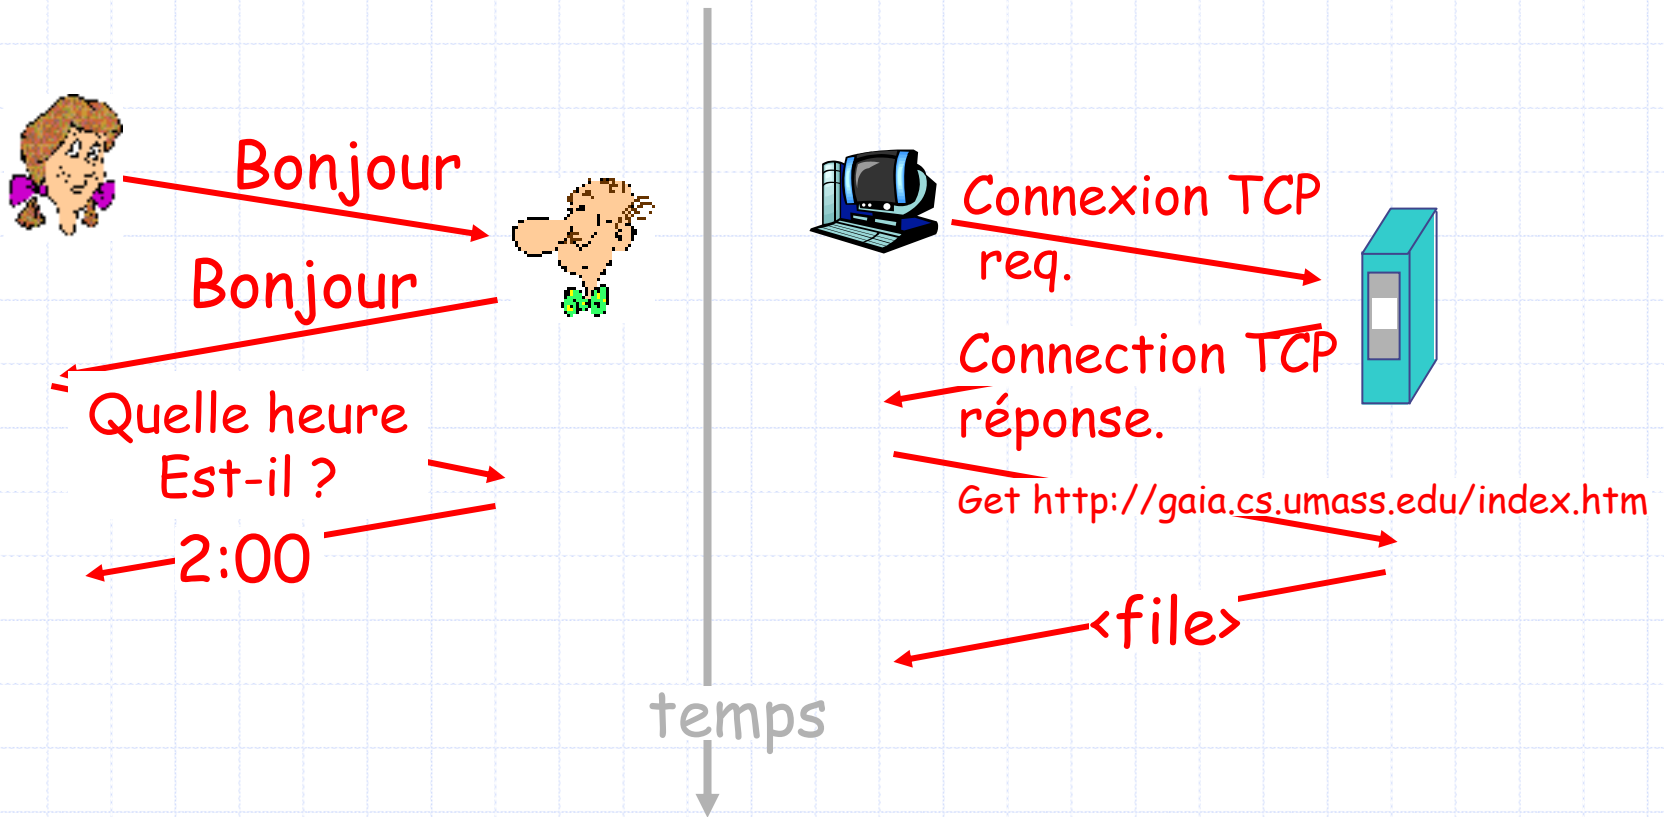 Bonjour
Bonjour
Quelle heure
Est-il ?
2:00
Connexion TCP
req.
Connection TCP
réponse.
Get http://gaia.cs.umass.edu/index.htm
<file>
temps